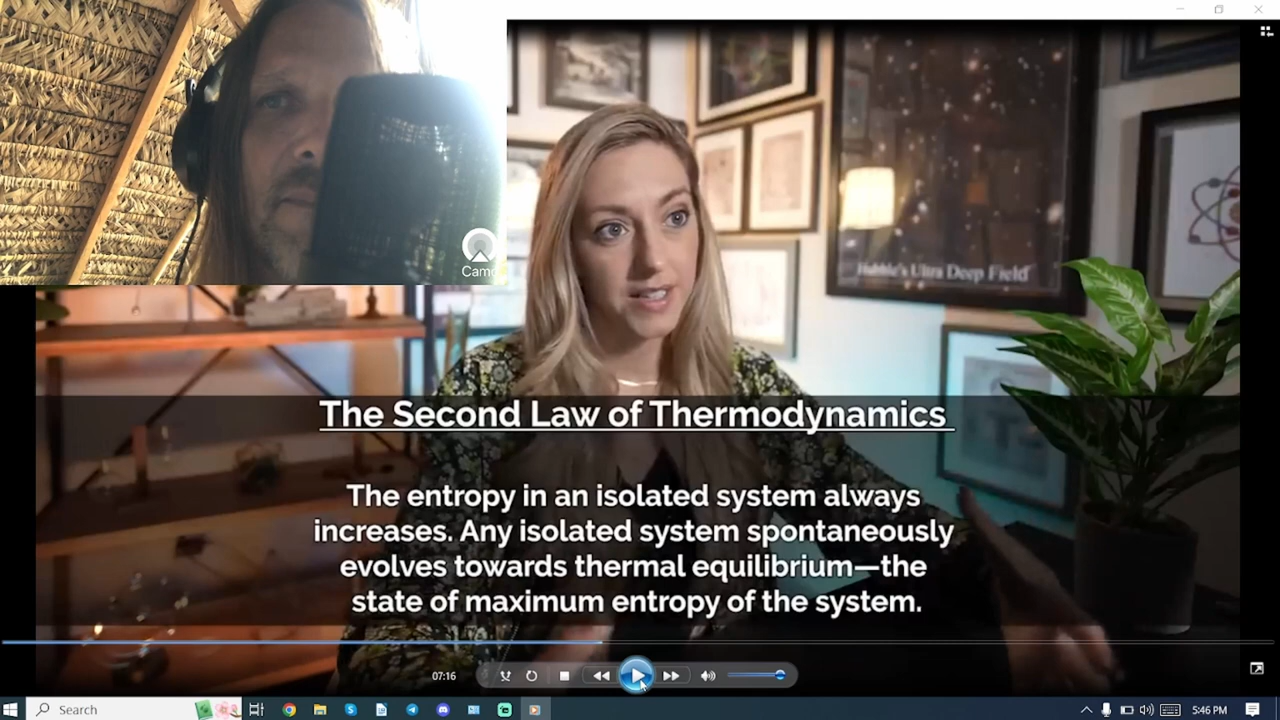 Camo
Hubble's Ultra Deep Field
The Second Law of Thermodynamics
The entropy in an isolated system always
increases. Any isolated system spontaneously
evolves towards thermal equilibrium—the
state of maximum entropy of the system.
07:16
Search
5:46 PM